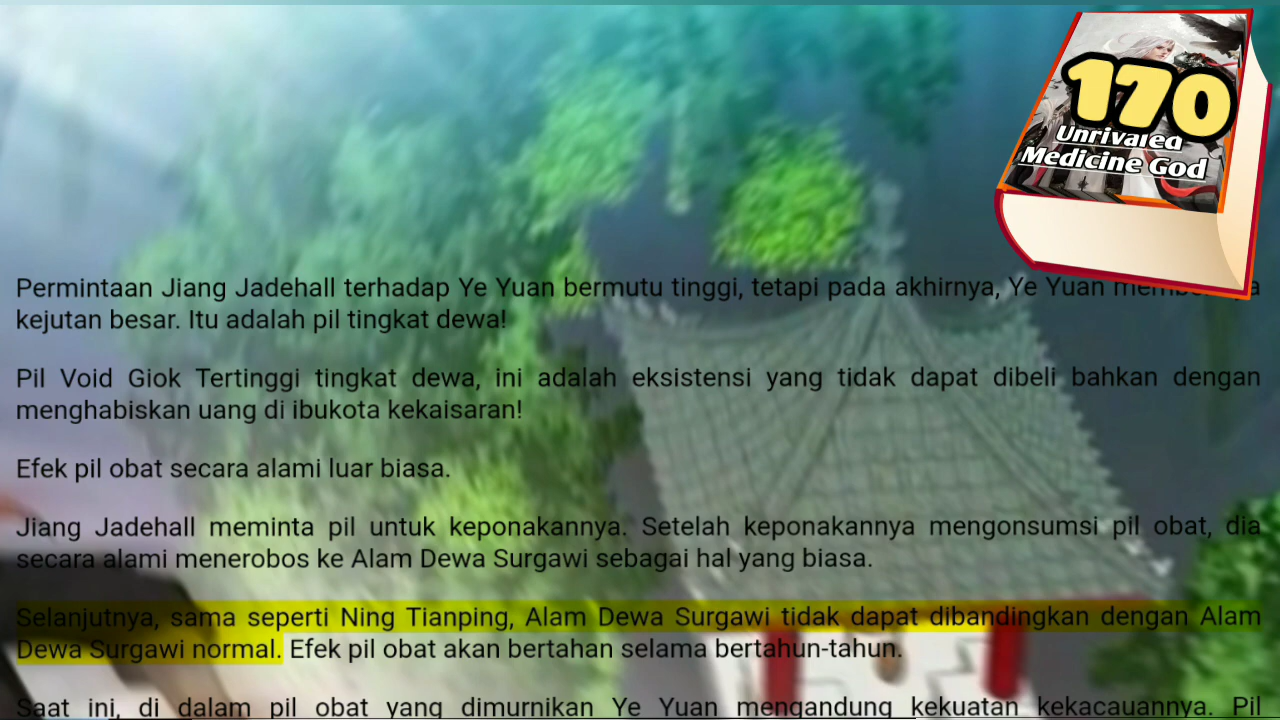 170
Unrivaled
Medicine God
Permintaan Jiang Jadehall terhadap Ye Yuan bermutu tinggi, tetapi pada akhirnya, Ye Yuan
kejutan besar. Itu adalah pil tingkat dewa!
Pil Void Giok Tertinggi tingkat dewa, ini adalah eksistensi yang tidak dapat dibeli bahkan dengan
menghabiskan uang di ibukota kekaisaran!
Efek pil obat secara alami luar biasa.
Jiang Jadehall meminta pil untuk keponakannya. Setelah keponakannya mengonsumsi pil obat, dia
secara alami menerobos ke Alam Dewa Surgawi sebagai hal yang biasa.
Selanjutnya, sama seperti Ning Tianping, Alam Dewa Surgawi tidak dapat dibandingkan dengan Alam
Dewa Surgawi normal. Efek pil obat akan bertahan selama bertahun-tahun.
Saat ini, di dalam pil obat yang dimurnikan Ye Yuan mengandung kekuatan kekacauannya. Pil